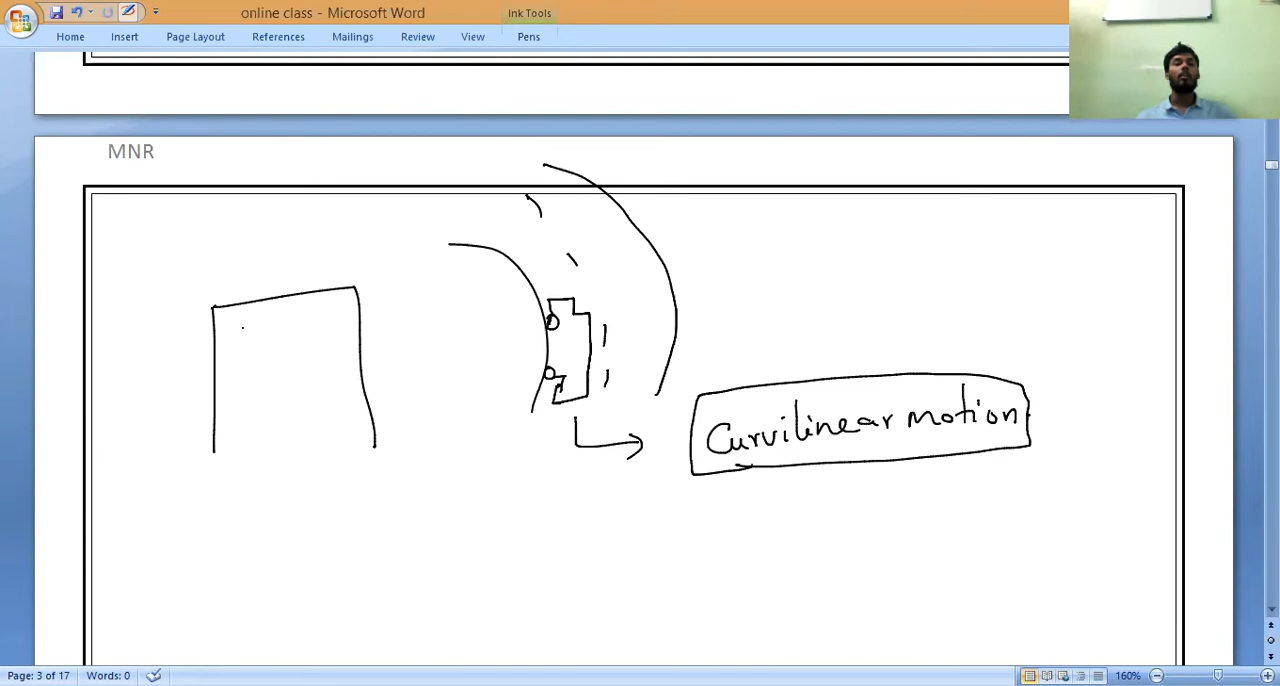 online class - Microsoft Word
Ink Tools
Home Insert Page Layout References Mailings Review View Pens
MNR
Curvilinear motion
Page: 3 of 17 Words: 0 160%